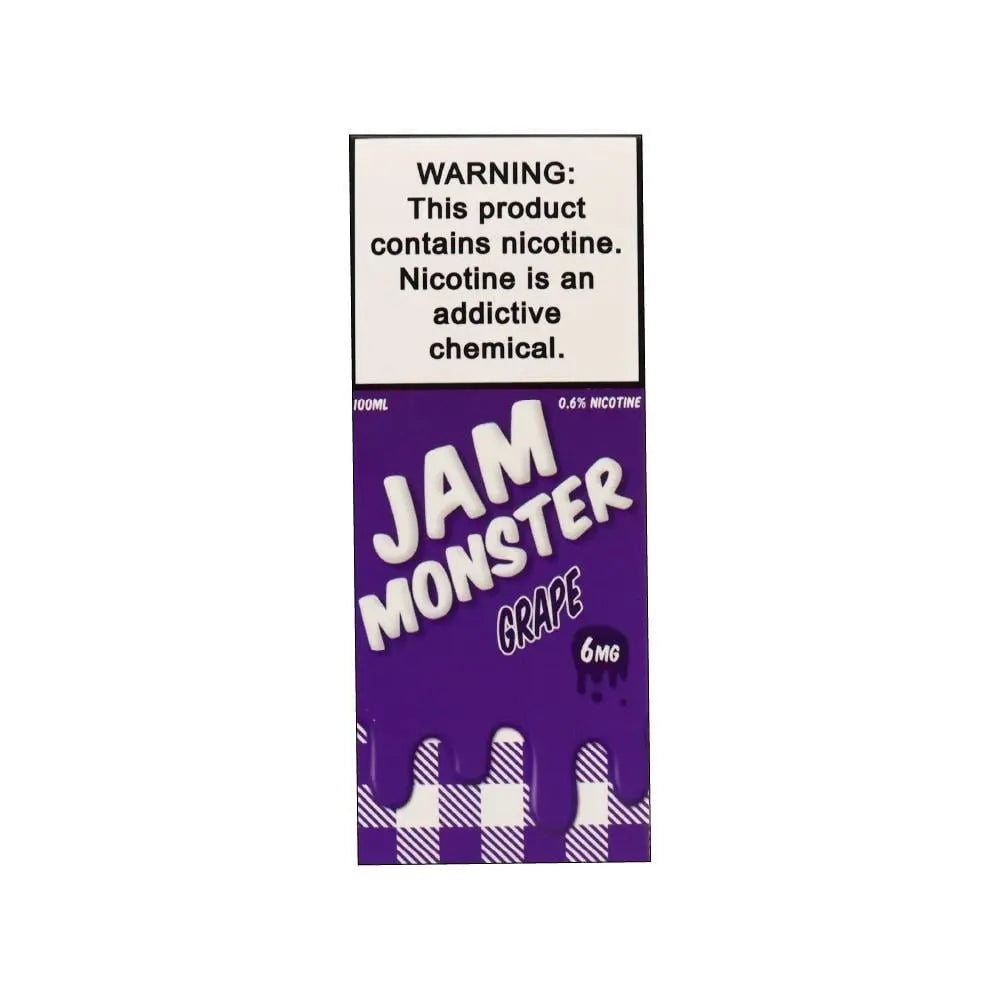 WARNING:
This product
contains nicotine.
Nicotine is an
addictive
chemical.
100ML
0.6% NICOTINE
JAM
MONSTER
GRAPE
6MG